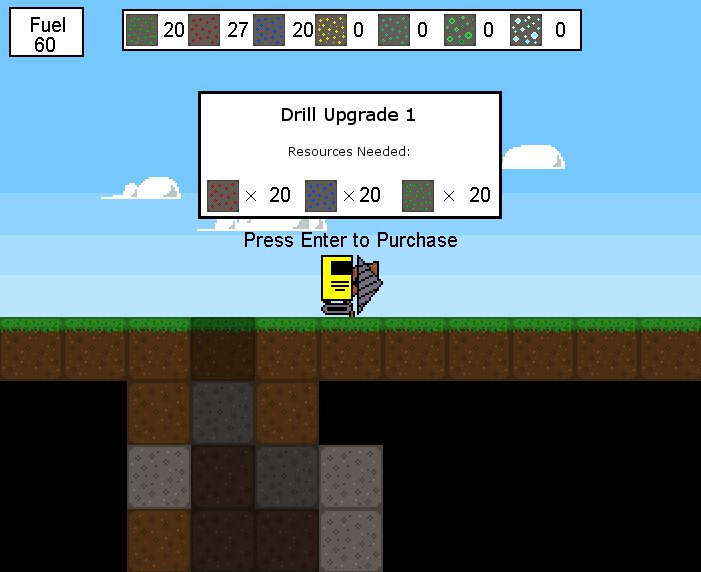 Fuel
60
20 27 20 0 0 0 0
Drill Upgrade 1
Resources Needed:
× 20 ×20 × 20
Press Enter to Purchase